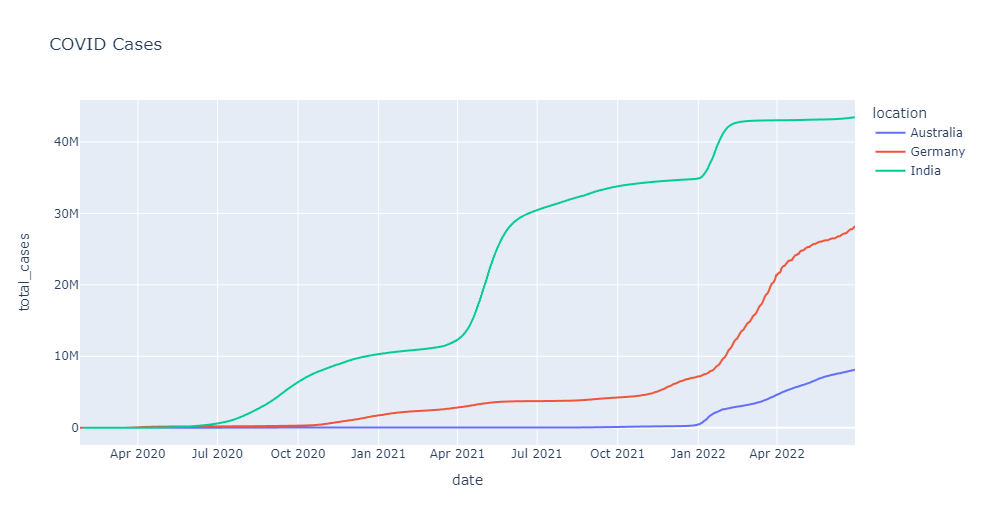 COVID Cases
location
Australia
Germany
India
total_cases
40M
30M
20M
10M
0
Apr 2020 Jul 2020 Oct 2020 Jan 2021 Apr 2021 Jul 2021 Oct 2021 Jan 2022 Apr 2022
date